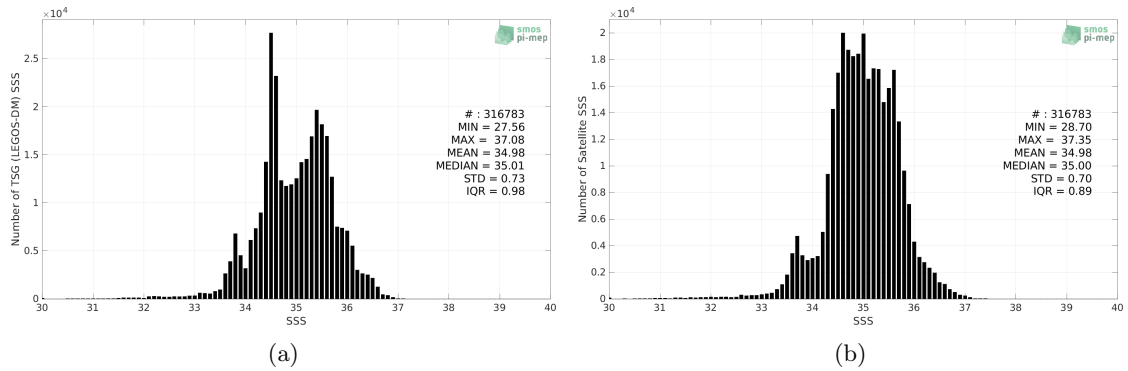 ×10⁴
smos
pi-mep
2.5
2
1.5
1
0.5
0
Number of TSG (LEGOS-DM) SSS
# : 316783
MIN = 27.56
MAX = 37.08
MEAN = 34.98
MEDIAN = 35.01
STD = 0.73
IQR = 0.98
30 31 32 33 34 35 36 37 38 39 40
SSS
(a)
×10⁴
smos
pi-mep
2
1.8
1.6
1.4
1.2
1
0.8
0.6
0.4
0.2
0
Number of Satellite SSS
# : 316783
MIN = 28.70
MAX = 37.35
MEAN = 34.98
MEDIAN = 35.00
STD = 0.70
IQR = 0.89
30 31 32 33 34 35 36 37 38 39 40
SSS
(b)